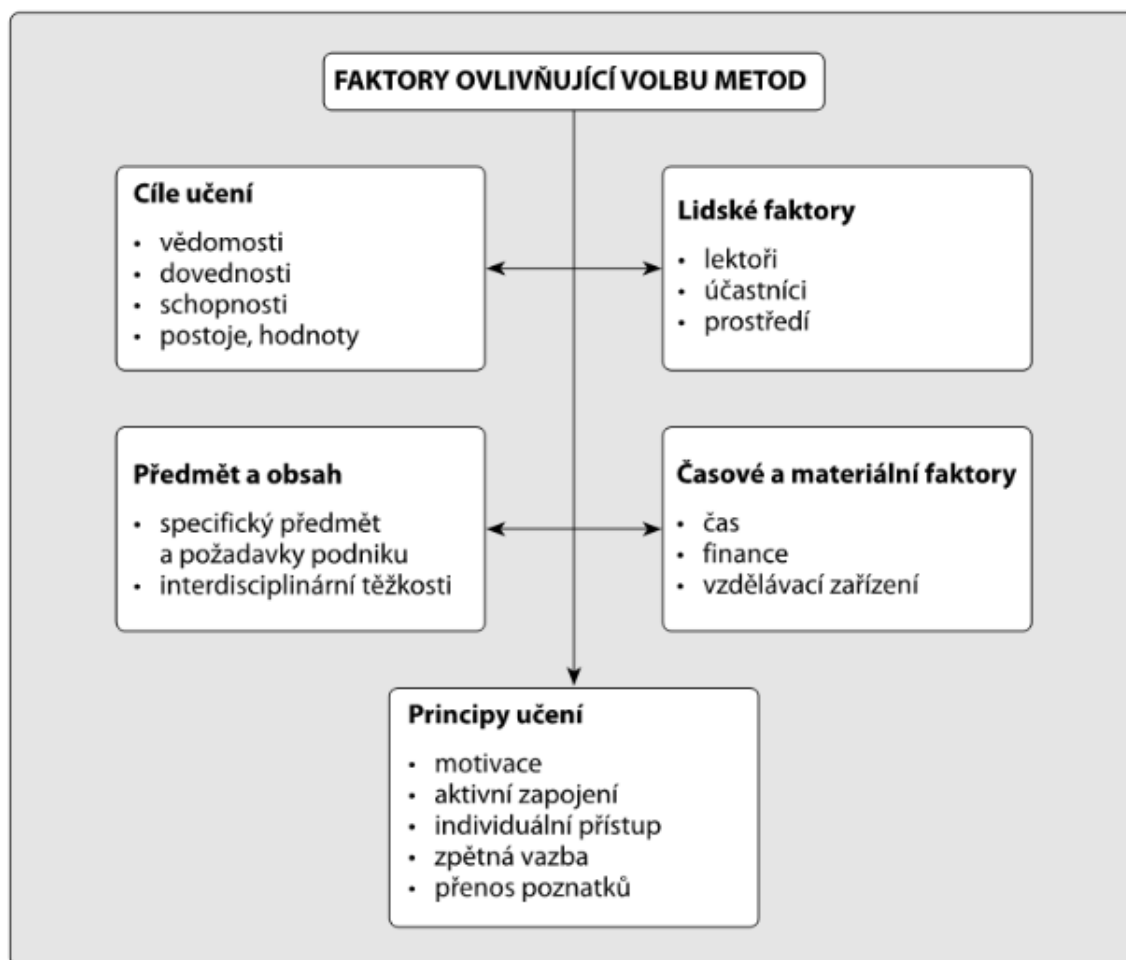 FAKTORY OVLIVŇUJÍCÍ VOLBU METOD
Cíle učení
• vědomosti
• dovednosti
• schopnosti
• postoje, hodnoty
Lidské faktory
• lektoři
• účastníci
• prostředí
Předmět a obsah
• specifický předmět
a požadavky podniku
• interdisciplinární těžkosti
Časové a materiální faktory
• čas
• finance
• vzdělávací zařízení
Principy učení
• motivace
• aktivní zapojení
• individuální přístup
• zpětná vazba
• přenos poznatků